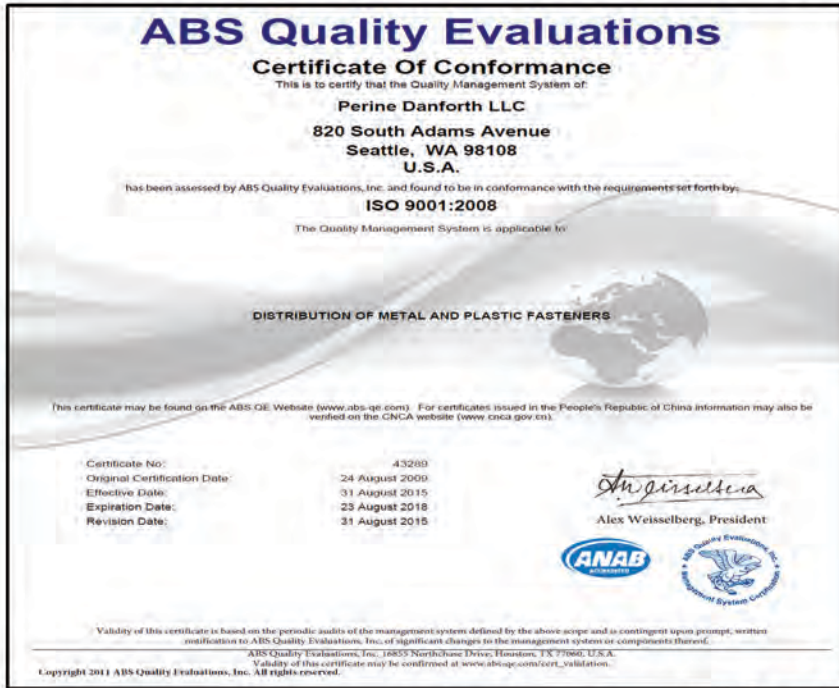 ABS Quality Evaluations
Certificate Of Conformance
This is to certify that the Quality Management System of:
Perine Danforth LLC
820 South Adams Avenue
Seattle, WA 98108
U.S.A.
has been assessed by ABS Quality Evaluations, Inc. and found to be in conformance with the requirements set forth by:
ISO 9001:2008
The Quality Management System is applicable to:
DISTRIBUTION OF METAL AND PLASTIC FASTENERS
This certificate may be found on the ABS QE Website (www.abs-qe.com). For certificates issued in the People's Republic of China information may also be
verified on the CNCA website (www.cnca.gov.cn).
Certificate No: 43289
Original Certification Date: 24 August 2009
Effective Date: 31 August 2015
Expiration Date: 23 August 2018
Revision Date: 31 August 2015
Alex Weisselberg, President
ANAB
ACCREDITED
ABS Quality Evaluations, Inc.
Management System Certification
Validity of this certificate is based on the periodic audits of the management system defined by the above scope and is contingent upon prompt, written
notification to ABS Quality Evaluations, Inc. of significant changes to the management system or components thereof.
ABS Quality Evaluations, Inc. 16855 Northchase Drive, Houston, TX 77060, U.S.A.
Validity of this certificate may be confirmed at www.abs-qe.com/cert_validation.
Copyright 2011 ABS Quality Evaluations, Inc. All rights reserved.